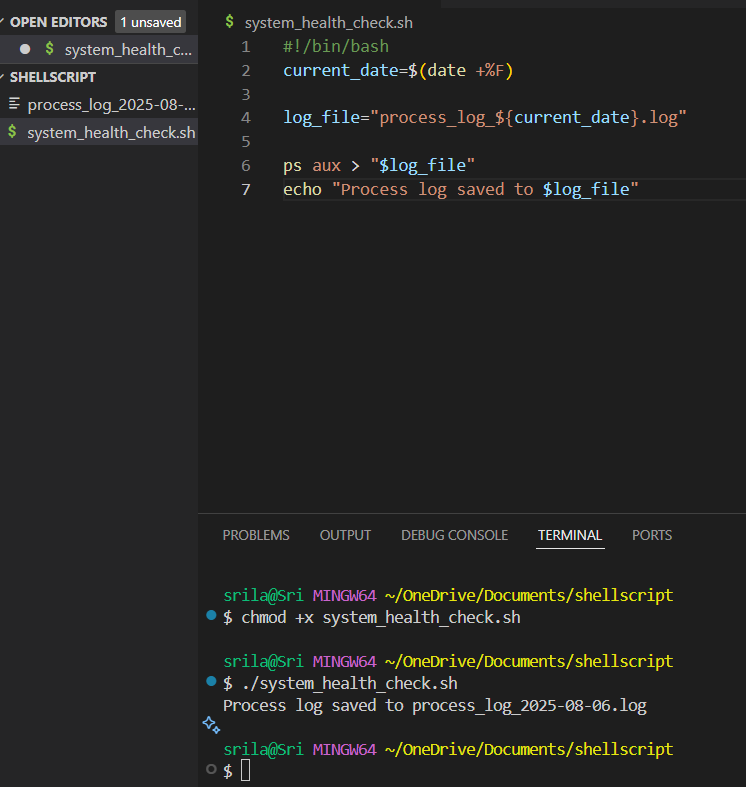 OPEN EDITORS 1 unsaved
$ system_health_c...
SHELLSCRIPT
process_log_2025-08-...
$ system_health_check.sh
$ system_health_check.sh
1 #!/bin/bash
2 current_date=$(date +%F)
3
4 log_file="process_log_${current_date}.log"
5
6 ps aux > "$log_file"
7 echo "Process log saved to $log_file"
PROBLEMS OUTPUT DEBUG CONSOLE TERMINAL PORTS
srila@Sri MINGW64 ~/OneDrive/Documents/shellscript
$ chmod +x system_health_check.sh
srila@Sri MINGW64 ~/OneDrive/Documents/shellscript
$ ./system_health_check.sh
Process log saved to process_log_2025-08-06.log
srila@Sri MINGW64 ~/OneDrive/Documents/shellscript
$